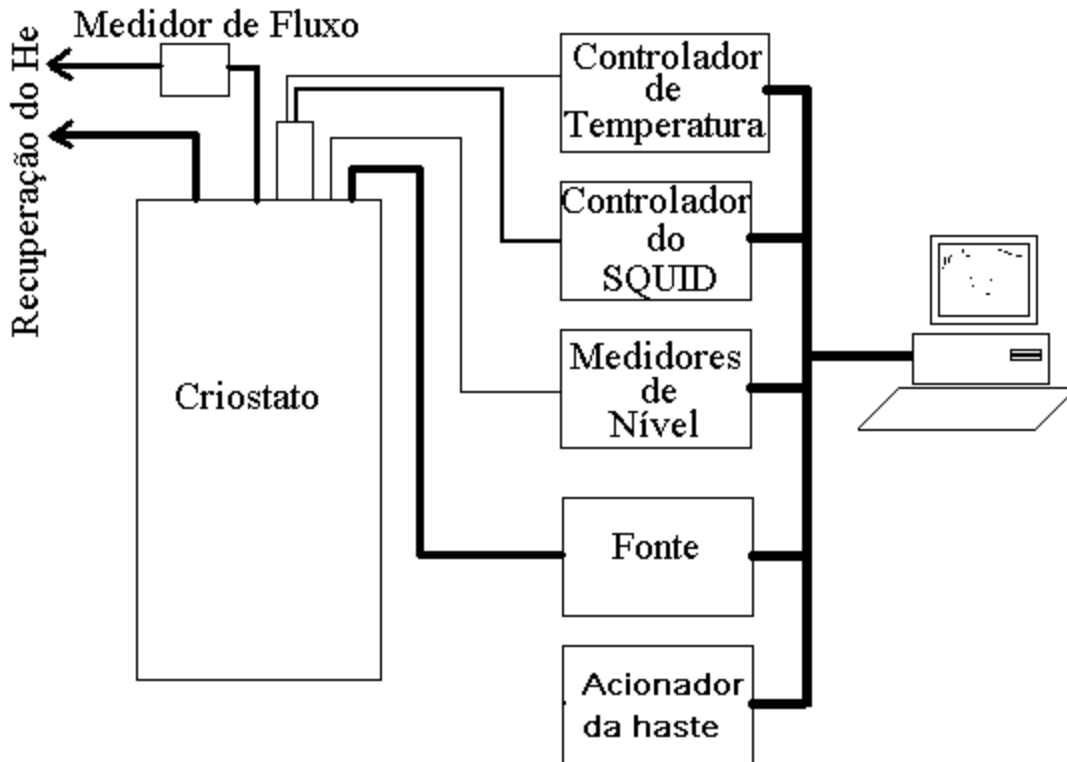 Medidor de Fluxo
Recuperação do He
Controlador
de
Temperatura
Controlador
do
SQUID
Medidores
de
Nível
Criostato
Fonte
Acionador
da haste